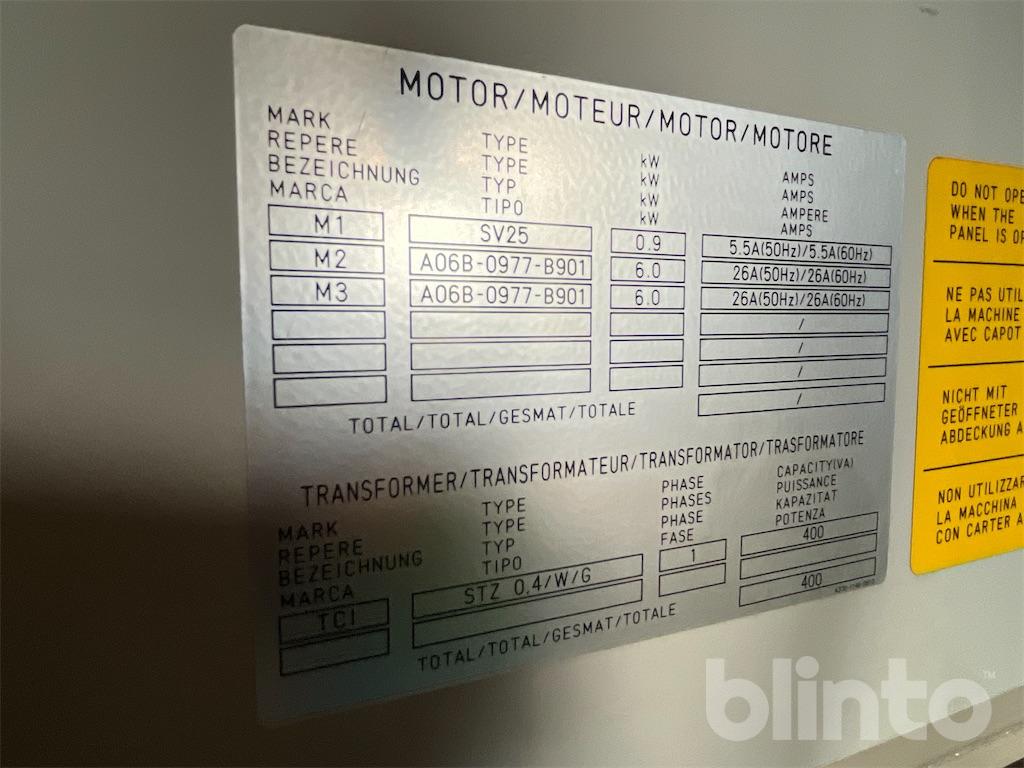 MOTOR/MOTEUR/MOTOR/MOTORE
MARK
REPERE TYPE kW
BEZEICHNUNG TYPE kW AMPS
MARCA TYP kW AMPS
TIPO kW AMPERE
AMPS
M1 SV25 0.9 5.5A(50Hz)/5.5A(60Hz)
M2 A06B-0977-B901 6.0 26A(50Hz)/26A(60Hz)
M3 A06B-0977-B901 6.0 26A(50Hz)/26A(60Hz)
/
/
/
TOTAL/TOTAL/GESMAT/TOTALE /
TRANSFORMER/TRANSFORMATEUR/TRANSFORMATOR/TRASFORMATORE
MARK TYPE PHASE CAPACITY(VA)
REPERE TYPE PHASES PUISSANCE
BEZEICHNUNG TYP PHASE KAPAZITAT
MARCA TIPO FASE POTENZA
TCI STZ 0.4/W/G 1 400
TOTAL/TOTAL/GESMAT/TOTALE 400
DO NOT OPE
WHEN THE
PANEL IS OP
NE PAS UTIL
LA MACHINE
AVEC CAPOT
NICHT MIT
GEÖFFNETER
ABDECKUNG A
NON UTILIZZAR
LA MACCHINA
CON CARTER A
blinto™